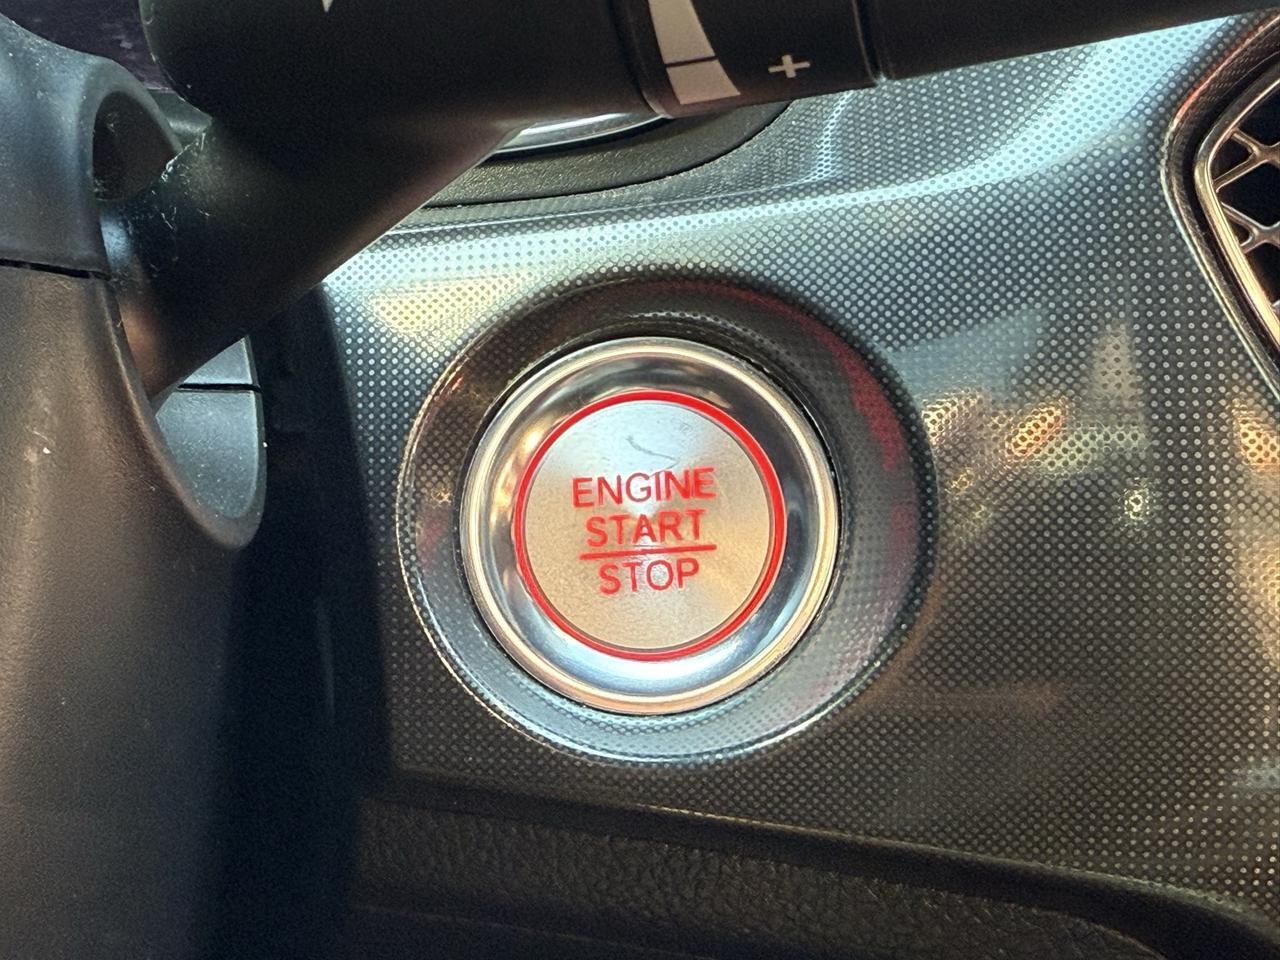 +
ENGINE
START
STOP